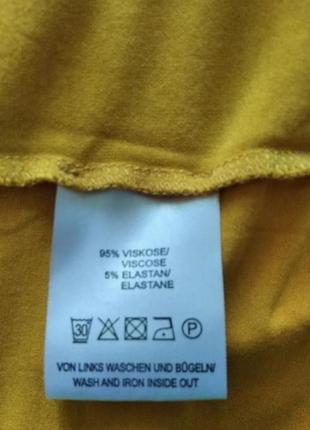 95% VISKOSE/
VISCOSE
5% ELASTAN/
ELASTANE
30 P
VON LINKS WASCHEN UND BÜGELN/
WASH AND IRON INSIDE OUT